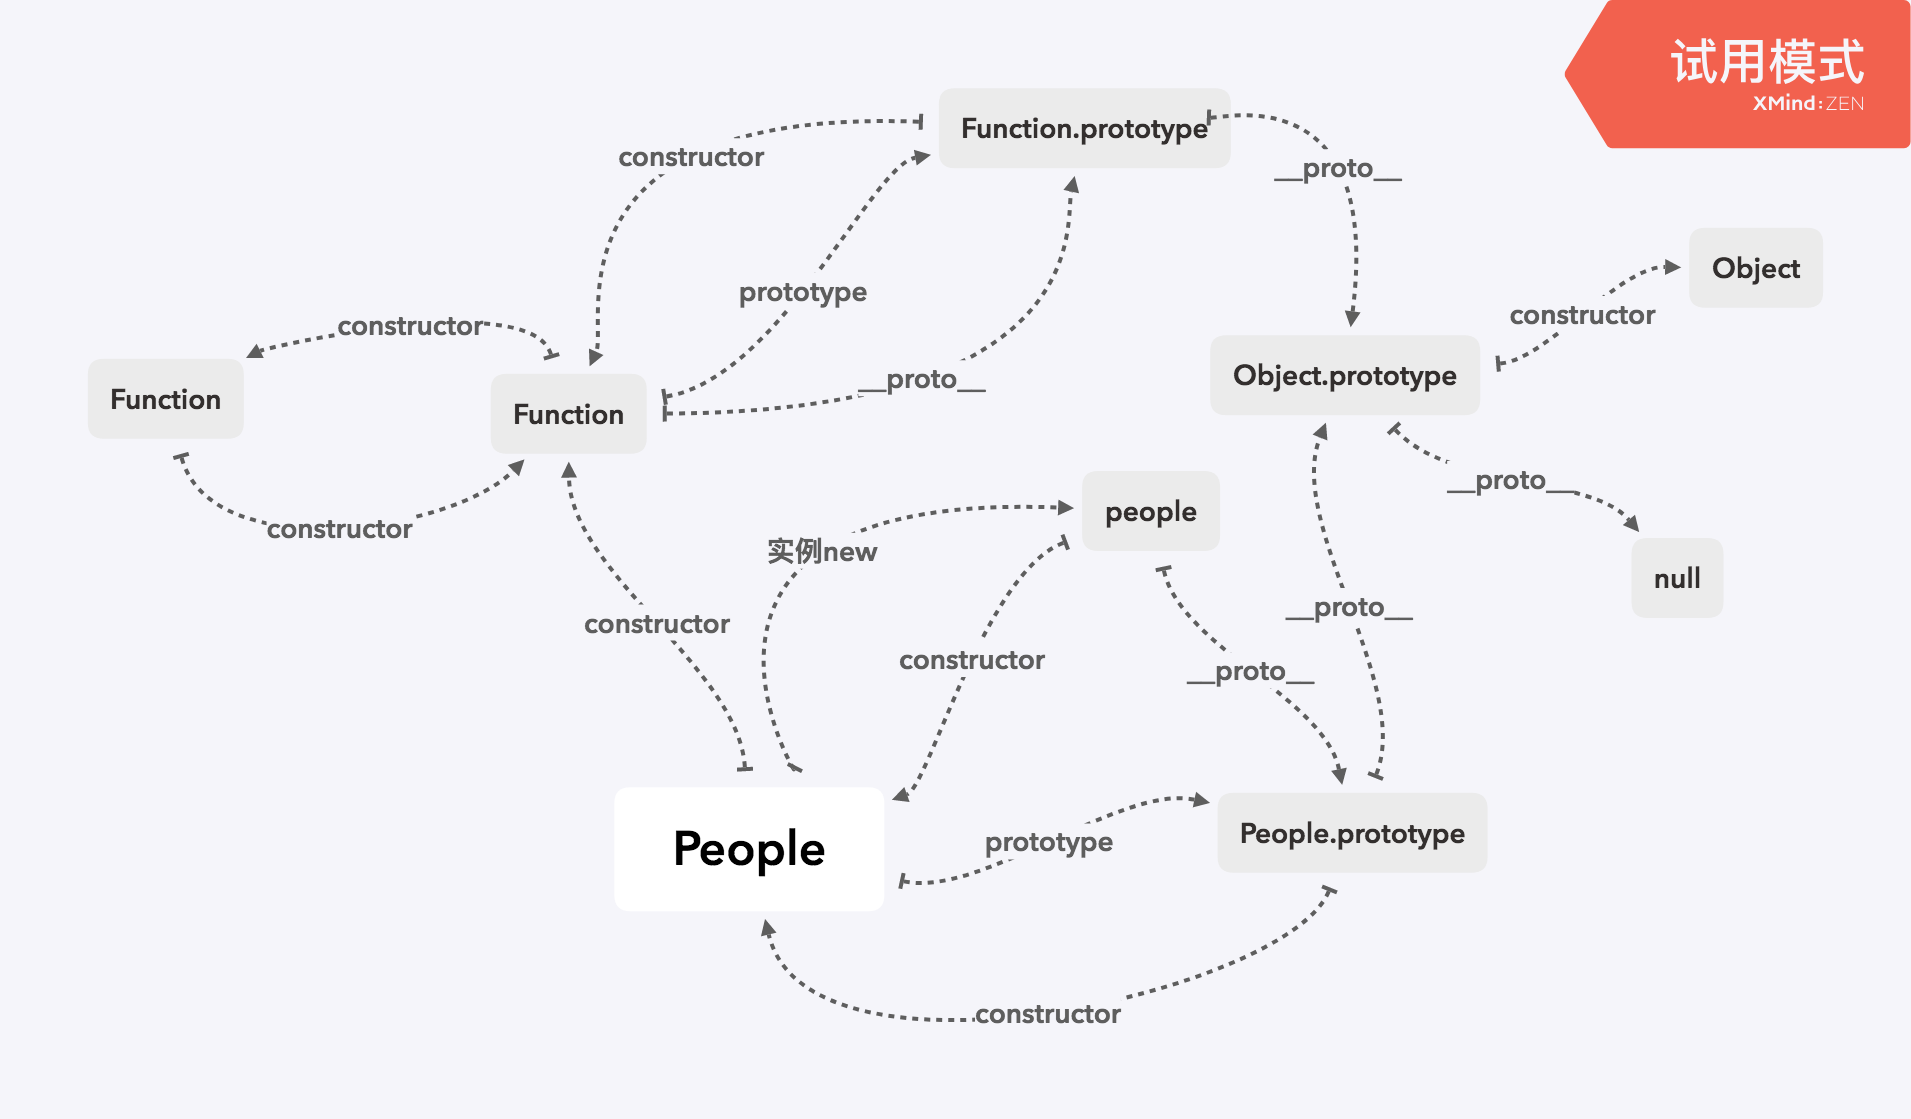 试用模式
XMind:ZEN
Function.prototype
constructor
__proto__
Object
prototype
constructor
constructor
Object.prototype
__proto__
Function
Function
__proto__
people
constructor
实例new
null
__proto__
constructor
constructor
__proto__
People
prototype
People.prototype
constructor